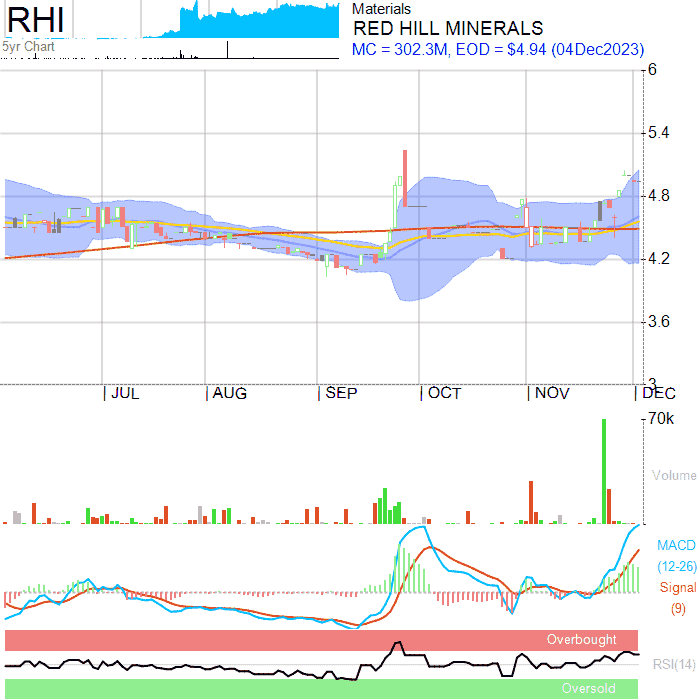 RHI
5yr Chart
Materials
RED HILL MINERALS
MC = 302.3M, EOD = $4.94 (04Dec2023)
6
5.4
4.8
4.2
3.6
3
JUL AUG SEP OCT NOV DEC
70k
Volume
MACD
(12-26)
Signal
(9)
Overbought
RSI(14)
Oversold